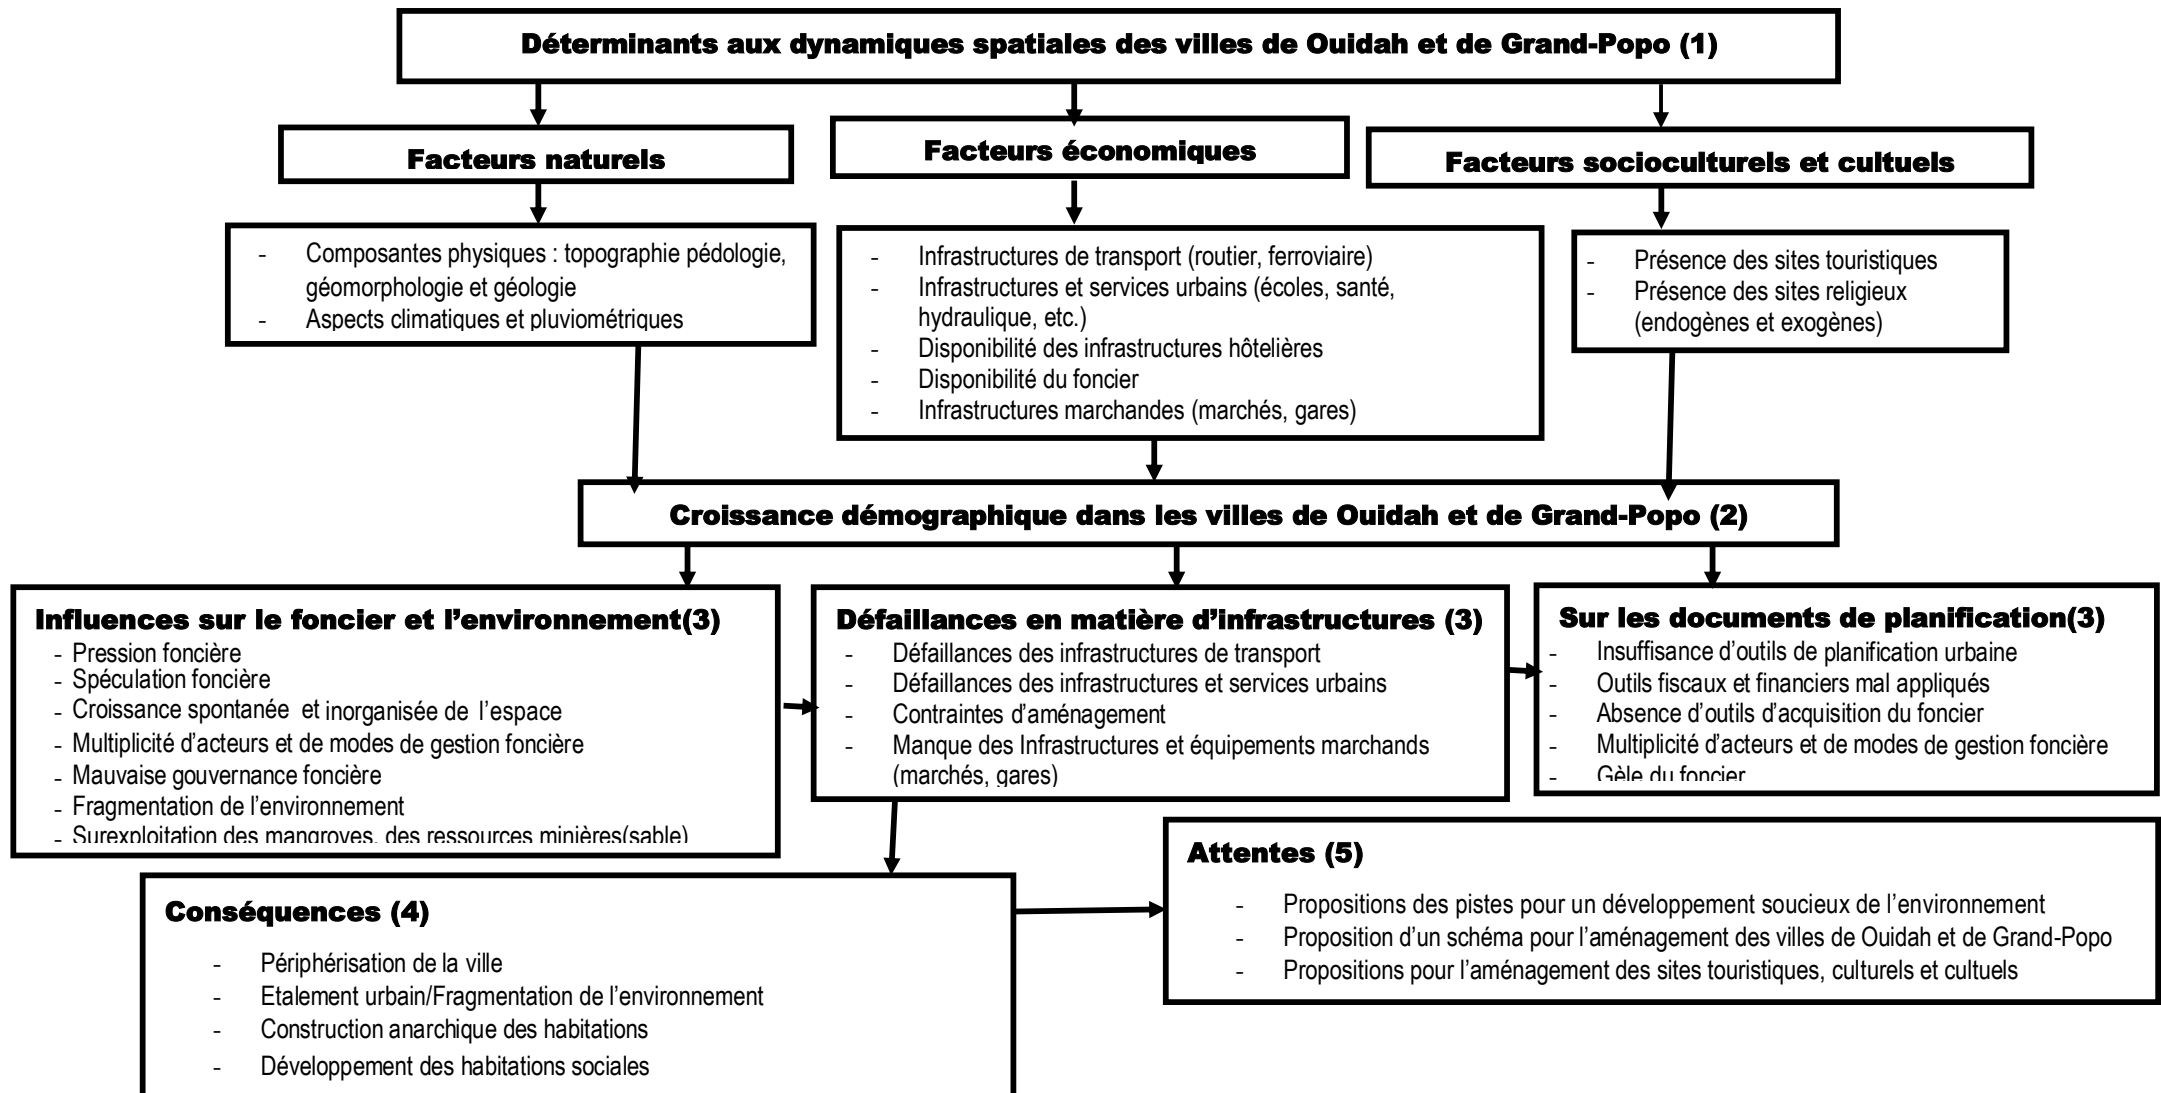 Déterminants aux dynamiques spatiales des villes de Ouidah et de Grand-Popo (1)
Facteurs naturels
Facteurs économiques
Facteurs socioculturels et cultuels
- Composantes physiques : topographie pédologie,
géomorphologie et géologie
- Aspects climatiques et pluviométriques
- Infrastructures de transport (routier, ferroviaire)
- Infrastructures et services urbains (écoles, santé,
hydraulique, etc.)
- Disponibilité des infrastructures hôtelières
- Disponibilité du foncier
- Infrastructures marchandes (marchés, gares)
- Présence des sites touristiques
- Présence des sites religieux
(endogènes et exogènes)
Croissance démographique dans les villes de Ouidah et de Grand-Popo (2)
Influences sur le foncier et l’environnement(3)
- Pression foncière
- Spéculation foncière
- Croissance spontanée et inorganisée de l’espace
- Multiplicité d’acteurs et de modes de gestion foncière
- Mauvaise gouvernance foncière
- Fragmentation de l’environnement
- Surexploitation des mangroves, des ressources minières(sable)
Défaillances en matière d’infrastructures (3)
- Défaillances des infrastructures de transport
- Défaillances des infrastructures et services urbains
- Contraintes d’aménagement
- Manque des Infrastructures et équipements marchands
(marchés, gares)
Sur les documents de planification(3)
- Insuffisance d’outils de planification urbaine
- Outils fiscaux et financiers mal appliqués
- Absence d’outils d’acquisition du foncier
- Multiplicité d’acteurs et de modes de gestion foncière
- Gèle du foncier
Conséquences (4)
- Périphérisation de la ville
- Etalement urbain/Fragmentation de l’environnement
- Construction anarchique des habitations
- Développement des habitations sociales
Attentes (5)
- Propositions des pistes pour un développement soucieux de l’environnement
- Proposition d’un schéma pour l’aménagement des villes de Ouidah et de Grand-Popo
- Propositions pour l’aménagement des sites touristiques, culturels et cultuels